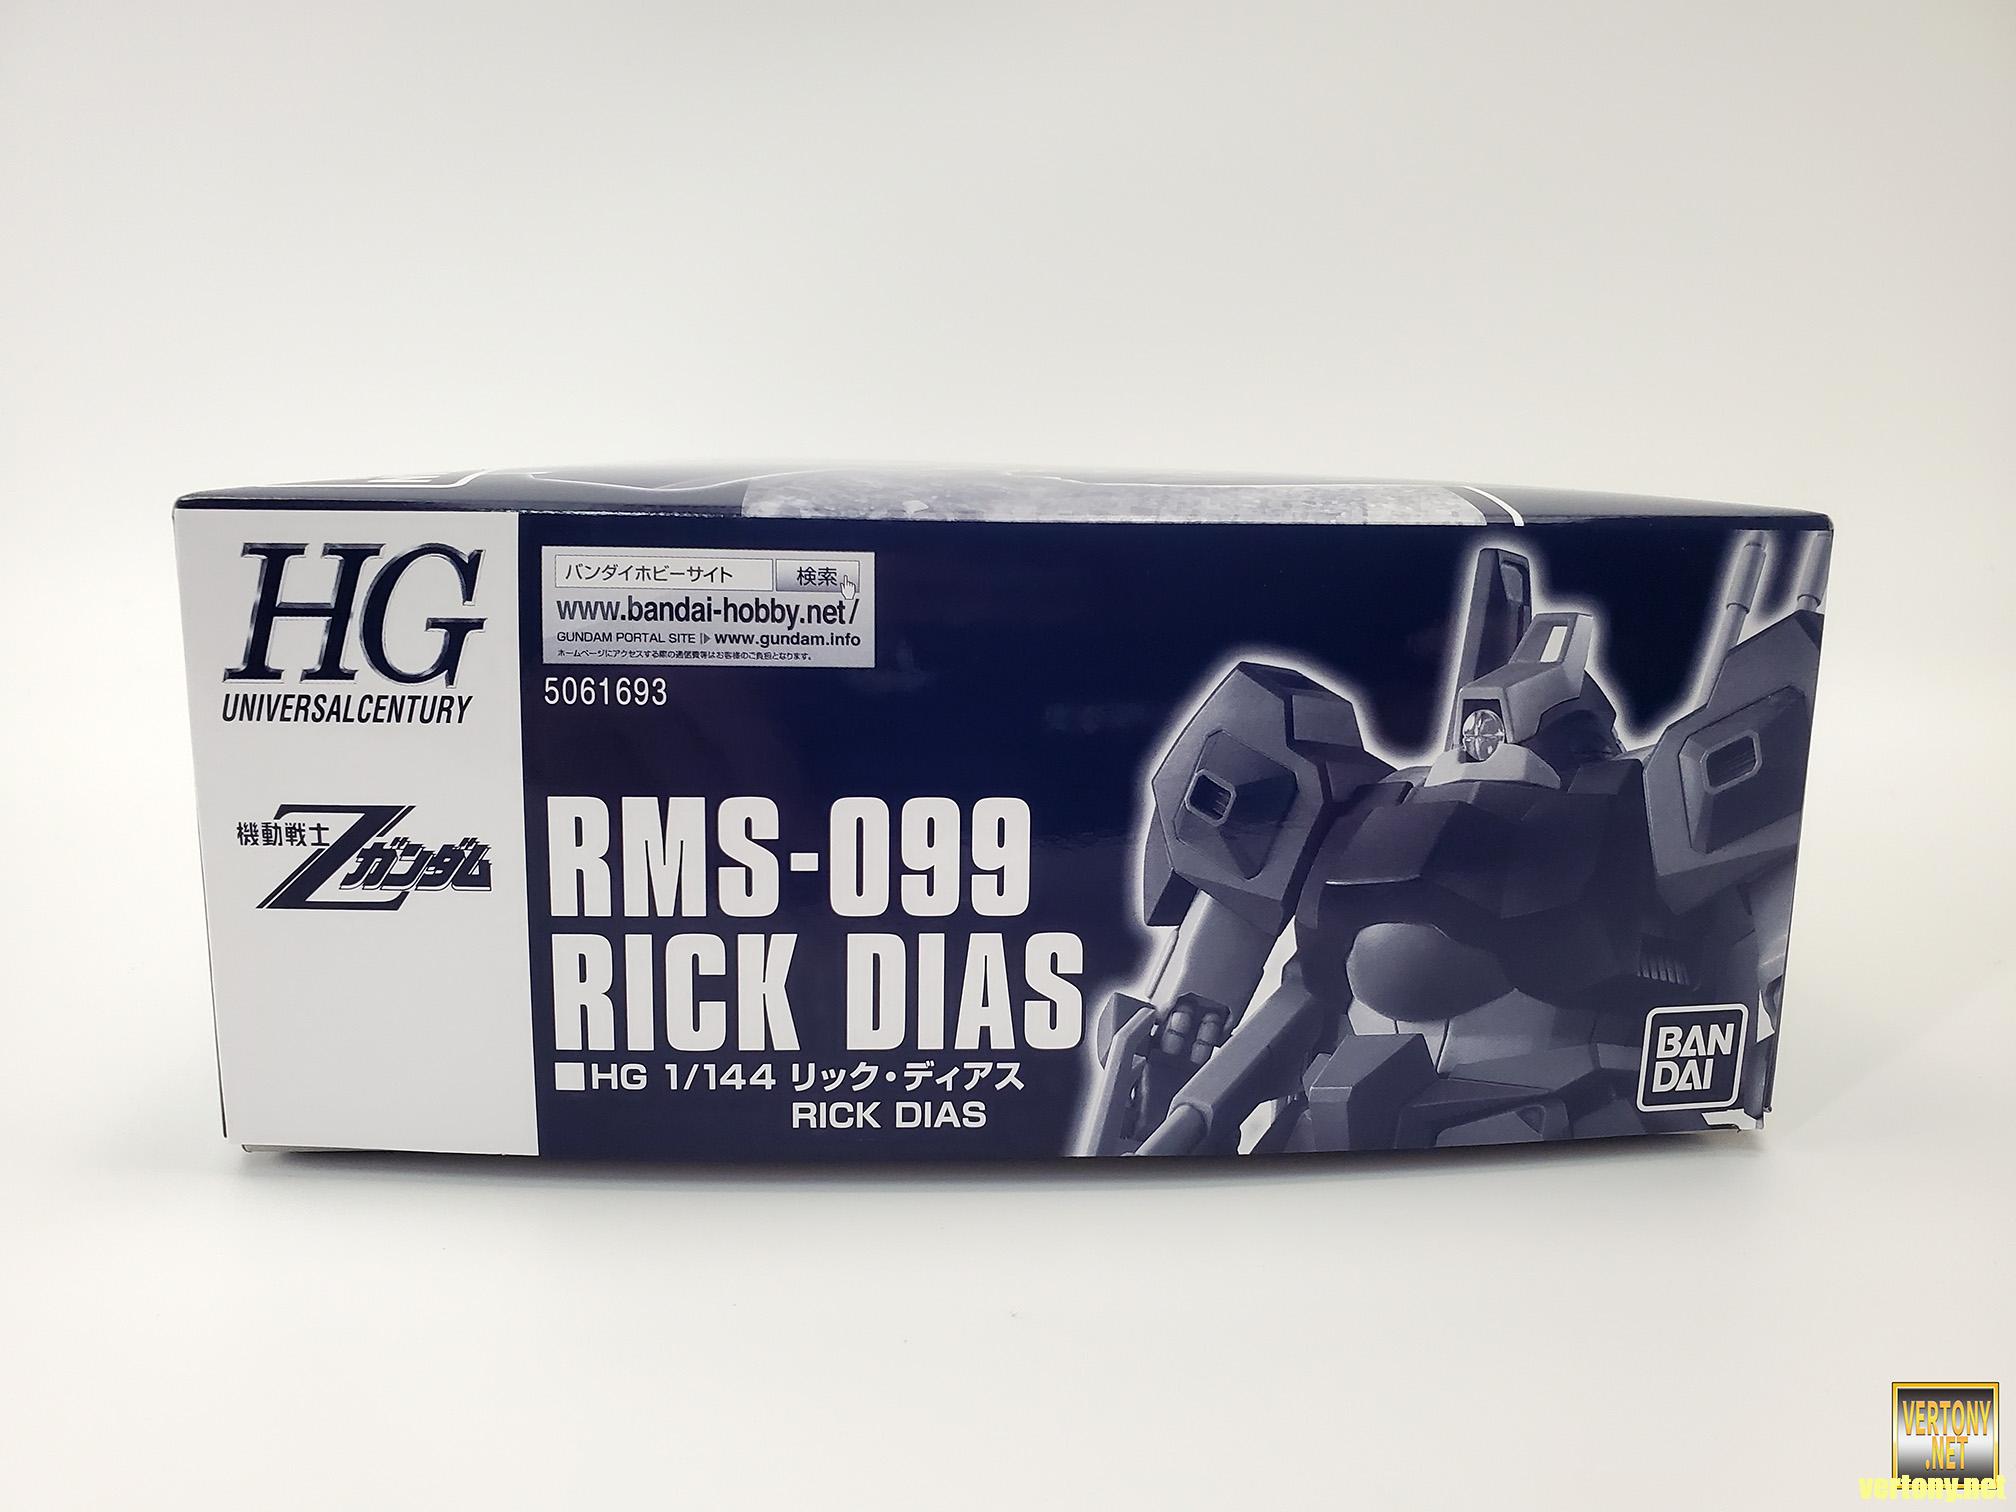 HG
UNIVERSAL CENTURY
機動戦士Zガンダム
バンダイホビーサイト 検索
www.bandai-hobby.net/
GUNDAM PORTAL SITE www.gundam.info
ホームページにアクセスする際の通信費等はお客様のご負担となります。
5061693
RMS-099
RICK DIAS
■HG 1/144 リック・ディアス
RICK DIAS
BAN
DAI
VERTONY
.NET
vertony.net